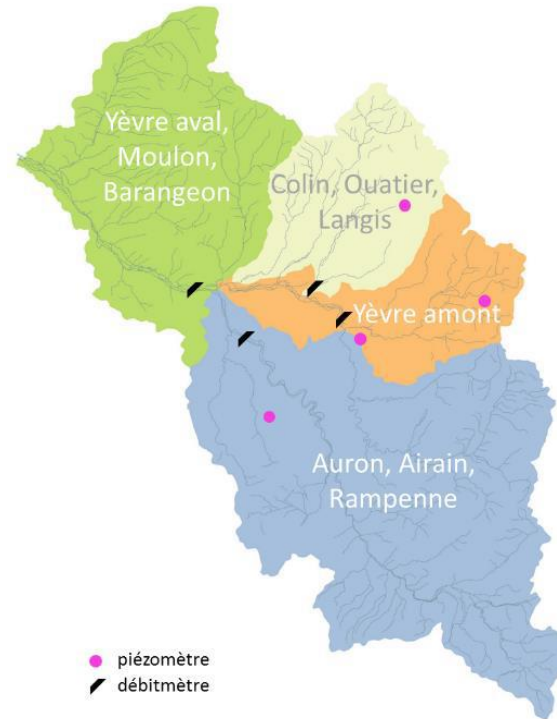 Yèvre aval,
Moulon,
Barangeon
Colin, Ouatier,
Langis
Yèvre amont
Auron, Airain,
Rampenne
piézomètre
débitmètre